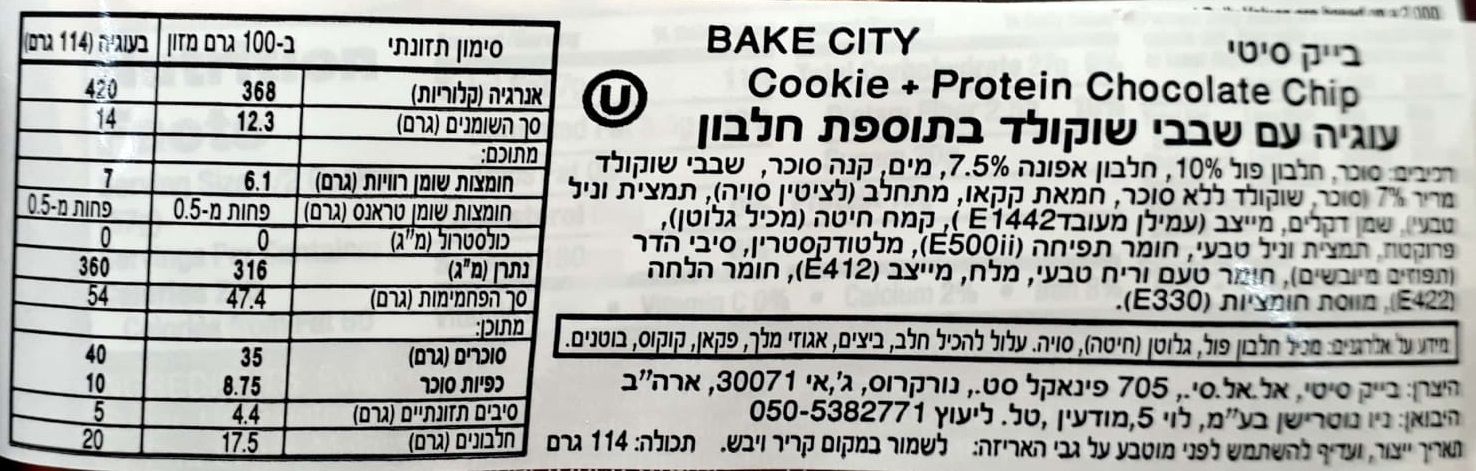 בייק סיטי BAKE CITY
Cookie + Protein Chocolate Chip
U
עוגיה עם שבבי שוקולד בתוספת חלבון
רכיבים: סוכר, חלבון פול 10%, חלבון אפונה 7.5%, מים, קנה סוכר, שבבי שוקולד
מריר 7% (סוכר, שוקולד ללא סוכר, חמאת קקאו, מתחלב (לציטין סויה), תמצית וניל
טבעי), שמן דקלים, מייצב (עמילן מעובד E1442), קמח חיטה (מכיל גלוטן),
פרוקטוז, תמצית וניל טבעי, חומר תפיחה (E500ii), מלטודקסטרין, סיבי הדר
(תפוזים מיובשים), חומר טעם וריח טבעי, מלח, מייצב (E412), חומר הלחה
(E422), מווסת חומציות (E330).
מידע על אלרגנים: מכיל חלבון פול, גלוטן (חיטה), סויה. עלול להכיל חלב, ביצים, אגוזי מלך, פקאן, קוקוס, בוטנים.
היצרן: בייק סיטי, אל.אל.סי., 705 פינאקל סט., נורקרוס, ג'.אי 30071, ארה"ב
היבואן: ניו נוטרישן בע"מ, לוי 5, מודעין, טל. ליעוץ 050-5382771
תאריך ייצור, ועדיף להשתמש לפני מוטבע על גבי האריזה. לשמור במקום קריר ויבש. תכולה: 114 גרם
סימון תזונתי ב-100 גרם מזון בעוגיה (114 גרם)
אנרגיה (קלוריות) 368 420
סך השומנים (גרם) 12.3 14
מתוכם:
חומצות שומן רוויות (גרם) 6.1 7
חומצות שומן טראנס (גרם) פחות מ-0.5 פחות מ-0.5
כולסטרול (מ"ג) 0 0
נתרן (מ"ג) 316 360
סך הפחמימות (גרם) 47.4 54
מתוכן:
סוכרים (גרם) 35 40
כפיות סוכר 8.75 10
סיבים תזונתיים (גרם) 4.4 5
חלבונים (גרם) 17.5 20